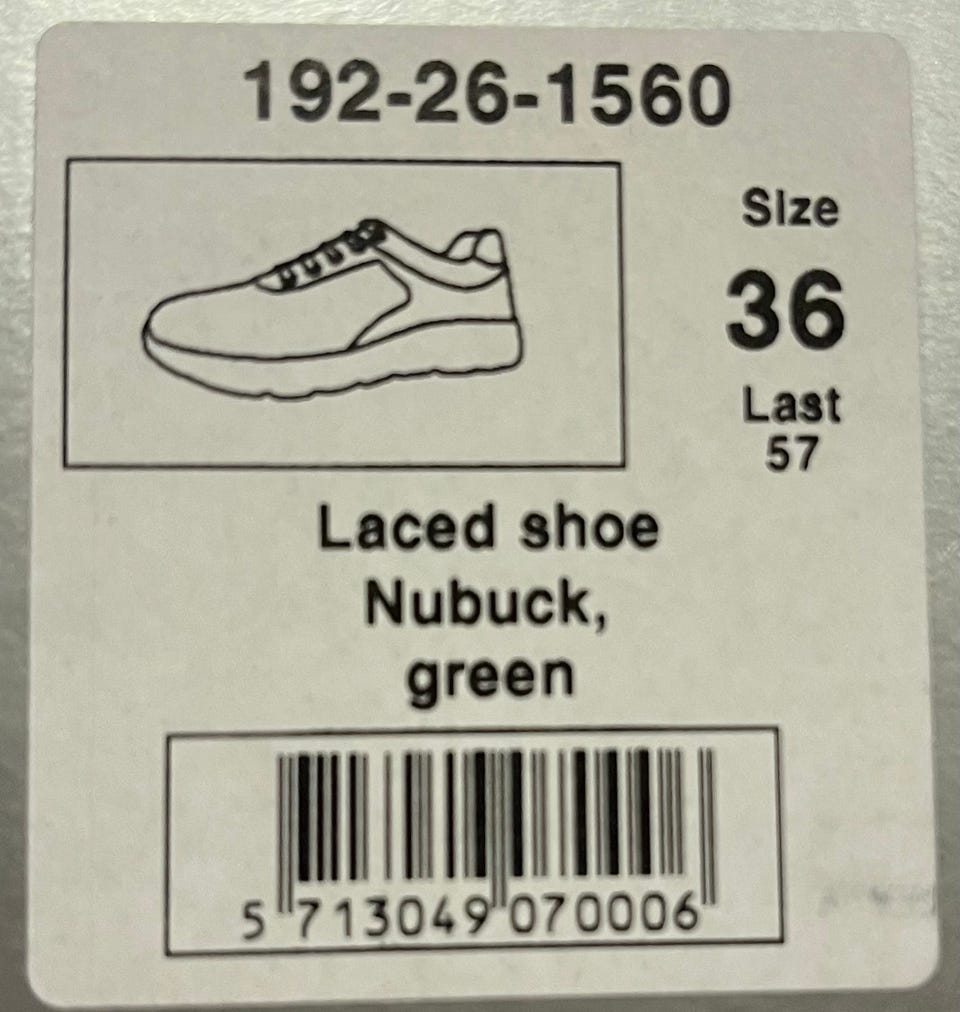 192-26-1560
Size
36
Last
57
Laced shoe
Nubuck,
green
5 713049 070006